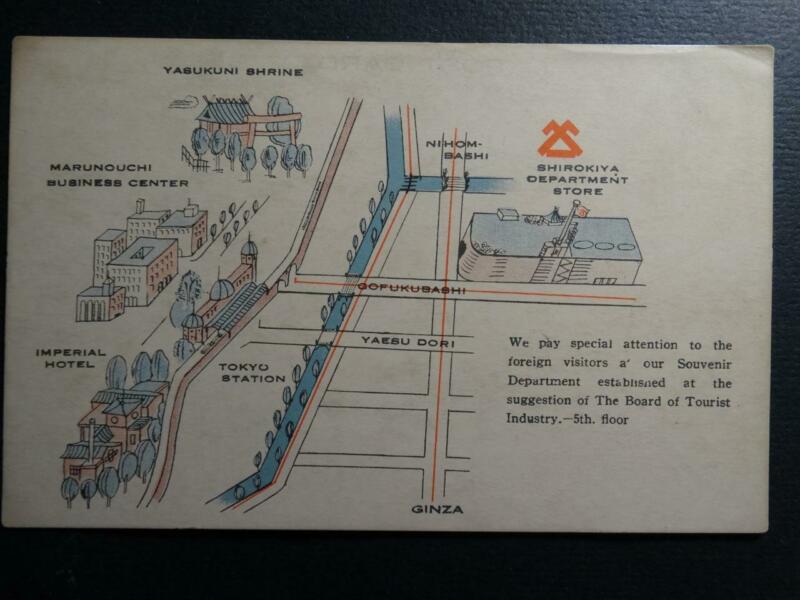 YASUKUNI SHRINE
MARUNOUCHI
BUSINESS CENTER
NIHOM-
BASHI
SHIROKIYA
DEPARTMENT
STORE
GOFUKUBASHI
YAESU DORI
IMPERIAL
HOTEL
TOKYO
STATION
We pay special attention to the
foreign visitors a' our Souvenir
Department established at the
suggestion of The Board of Tourist
Industry.—5th. floor
GINZA